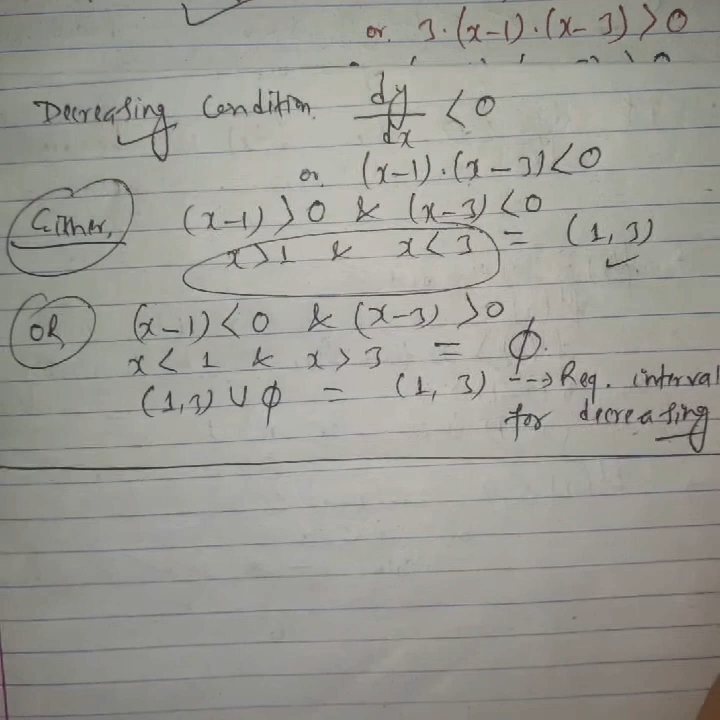 or. 3.(x-1).(x-3)>0
Decreasing Condition. dy/dx < 0
or. (x-1).(x-3)<0
Either, (x-1)>0 & (x-3)<0
x>1 & x<3 = (1,3)
OR (x-1)<0 & (x-3)>0
x<1 & x>3 = ϕ.
(1,3) ∪ ϕ = (1,3) --→ Req. interval
for decreasing